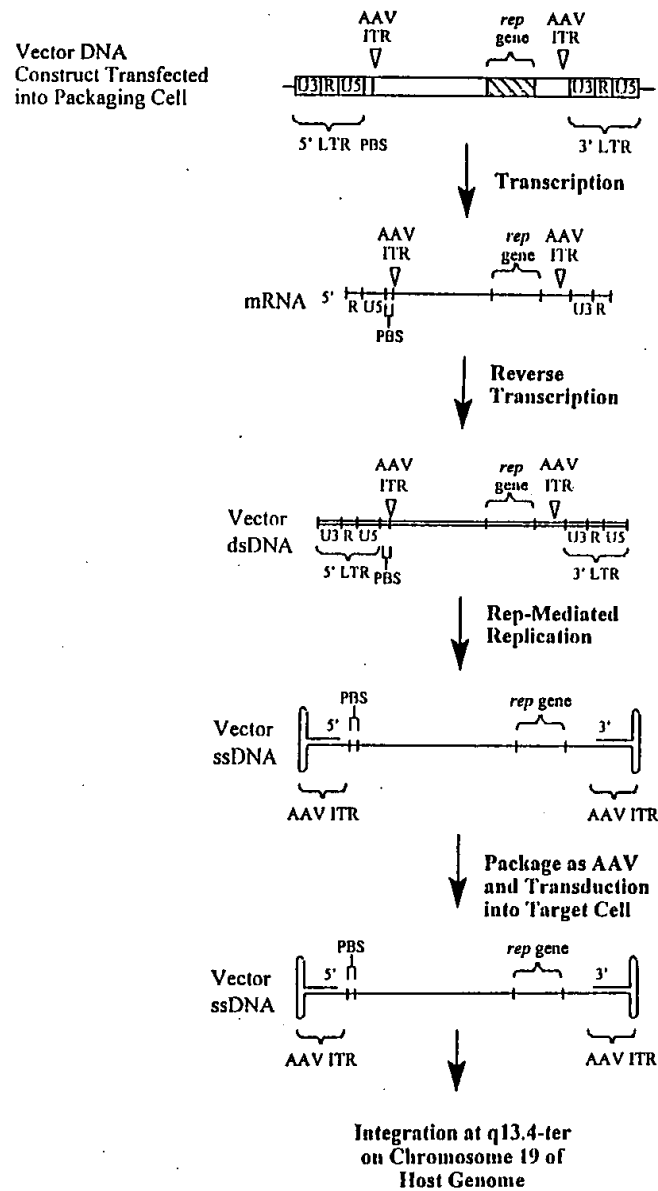 AAV
ITR
rep
gene
AAV
ITR
Vector DNA
Construct Transfected
into Packaging Cell
U3 R U5
U3 R U5
5' LTR PBS
3' LTR
Transcription
AAV
ITR
rep
gene
AAV
ITR
mRNA 5'
R U5
U3 R
PBS
Reverse
Transcription
AAV
ITR
rep
gene
AAV
ITR
Vector
dsDNA
U3 R U5
U3 R U5
5' LTR PBS
3' LTR
Rep-Mediated
Replication
PBS
5'
rep gene
3'
Vector
ssDNA
AAV ITR
AAV ITR
Package as AAV
and Transduction
into Target Cell
PBS
5'
rep gene
3'
Vector
ssDNA
AAV ITR
AAV ITR
Integration at q13.4-ter
on Chromosome 19 of
Host Genome